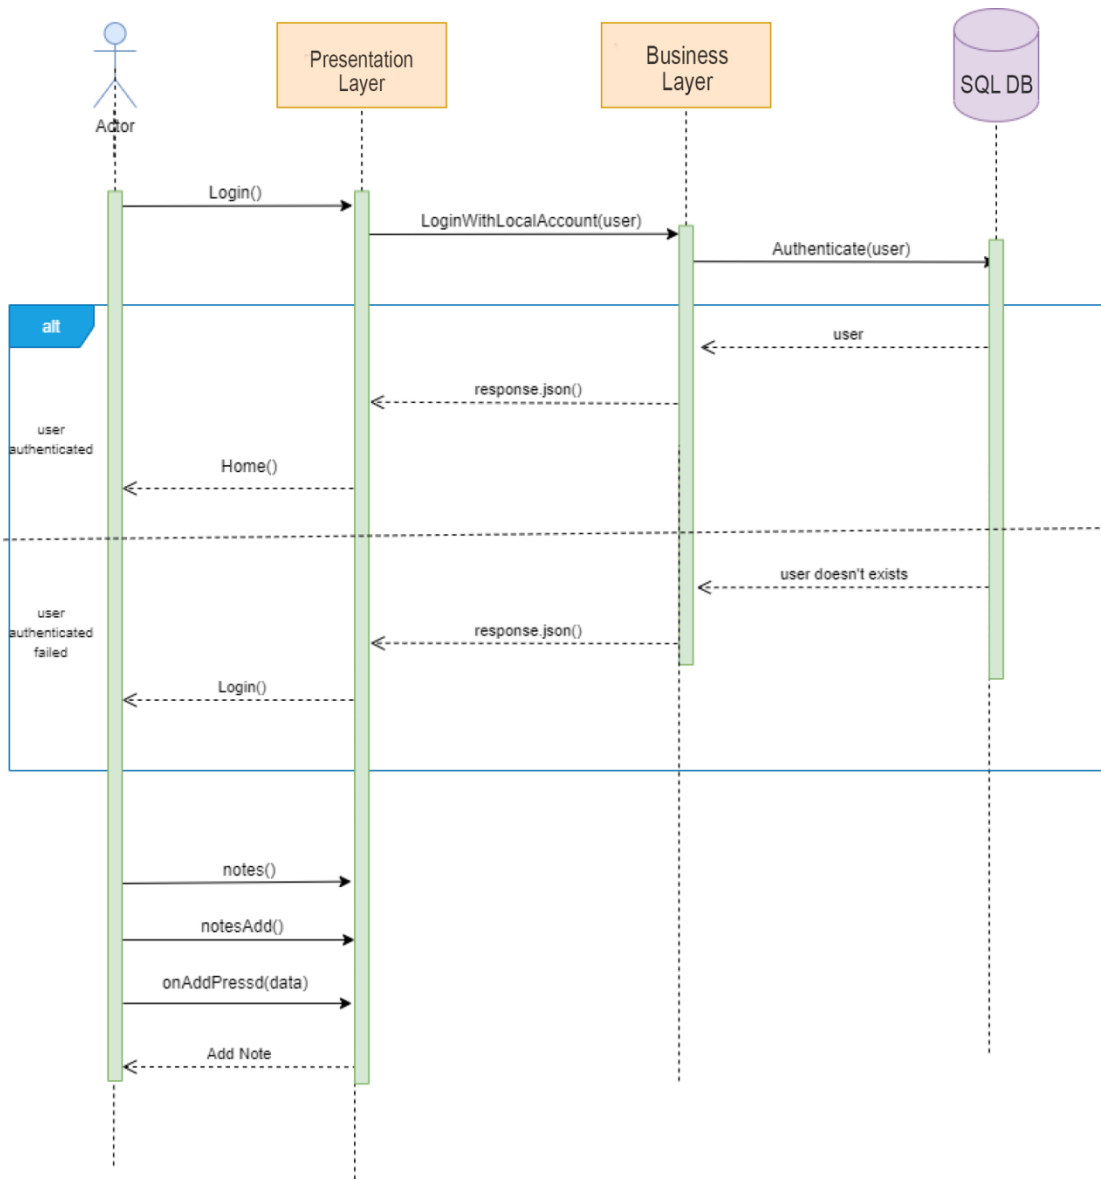 Presentation
Layer
Business
Layer
SQL DB
Actor
Login()
LoginWithLocalAccount(user)
Authenticate(user)
alt
user
response.json()
user
authenticated
Home()
user doesn't exists
user
authenticated
failed
response.json()
Login()
notes()
notesAdd()
onAddPressd(data)
Add Note